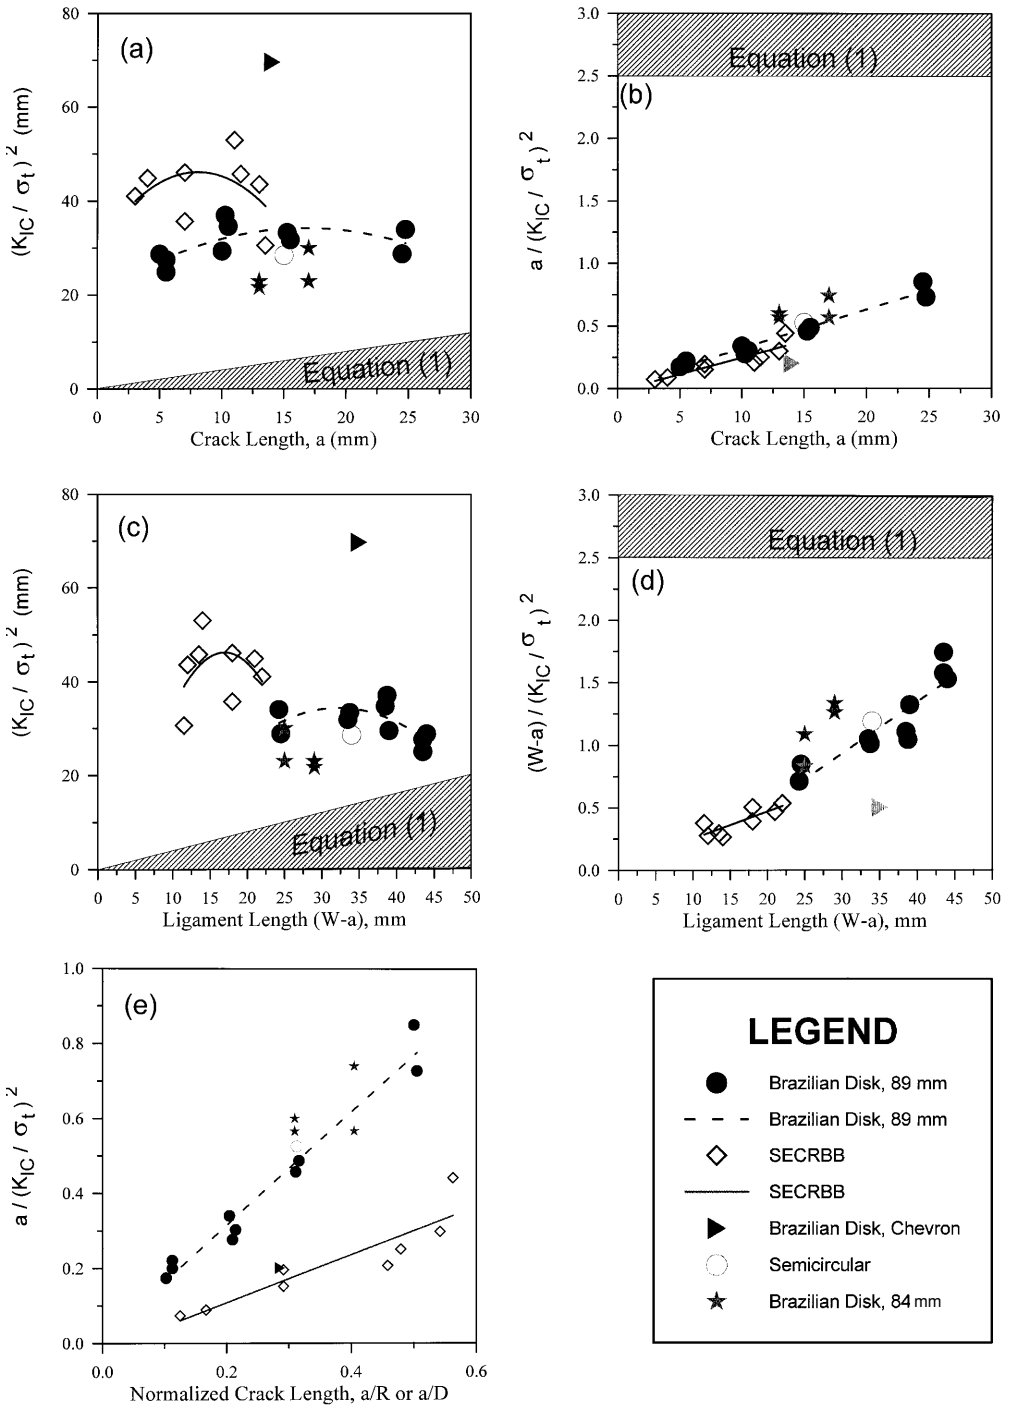 (a)
(K_IC / σ_t)^2 (mm)
80
60
40
20
0
Equation (1)
0 5 10 15 20 25 30
Crack Length, a (mm)
(b)
a / (K_IC / σ_t)^2
3.0
2.5
2.0
1.5
1.0
0.5
0.0
Equation (1)
0 5 10 15 20 25 30
Crack Length, a (mm)
(c)
(K_IC / σ_t)^2 (mm)
80
60
40
20
0
Equation (1)
0 5 10 15 20 25 30 35 40 45 50
Ligament Length (W-a), mm
(d)
(W-a) / (K_IC / σ_t)^2
3.0
2.5
2.0
1.5
1.0
0.5
0.0
Equation (1)
0 5 10 15 20 25 30 35 40 45 50
Ligament Length (W-a), mm
(e)
a / (K_IC / σ_t)^2
1.0
0.8
0.6
0.4
0.2
0.0
0.0 0.2 0.4 0.6
Normalized Crack Length, a/R or a/D
LEGEND
Brazilian Disk, 89 mm
Brazilian Disk, 89 mm
SECRBB
SECRBB
Brazilian Disk, Chevron
Semicircular
Brazilian Disk, 84 mm